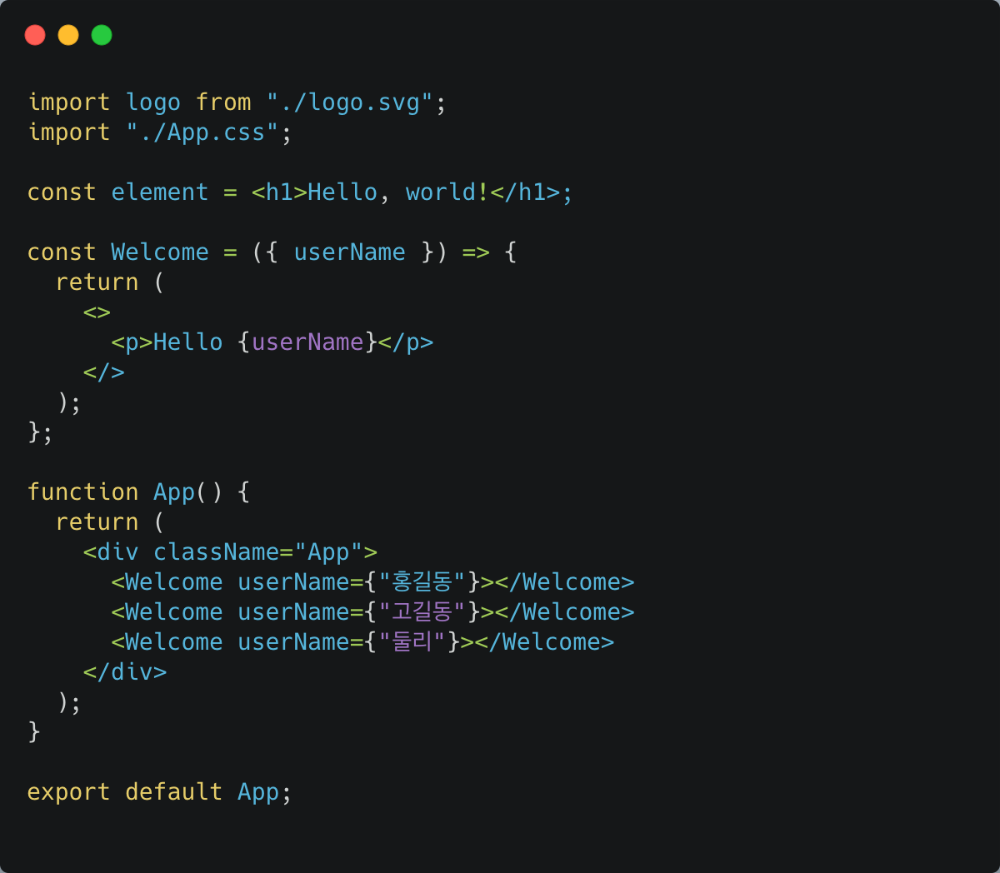 import logo from "./logo.svg";
import "./App.css";

const element = <h1>Hello, world!</h1>;

const Welcome = ({ userName }) => {
  return (
    <>
      <p>Hello {userName}</p>
    </>
  );
};

function App() {
  return (
    <div className="App">
      <Welcome userName={"홍길동"}></Welcome>
      <Welcome userName={"고길동"}></Welcome>
      <Welcome userName={"둘리"}></Welcome>
    </div>
  );
}

export default App;